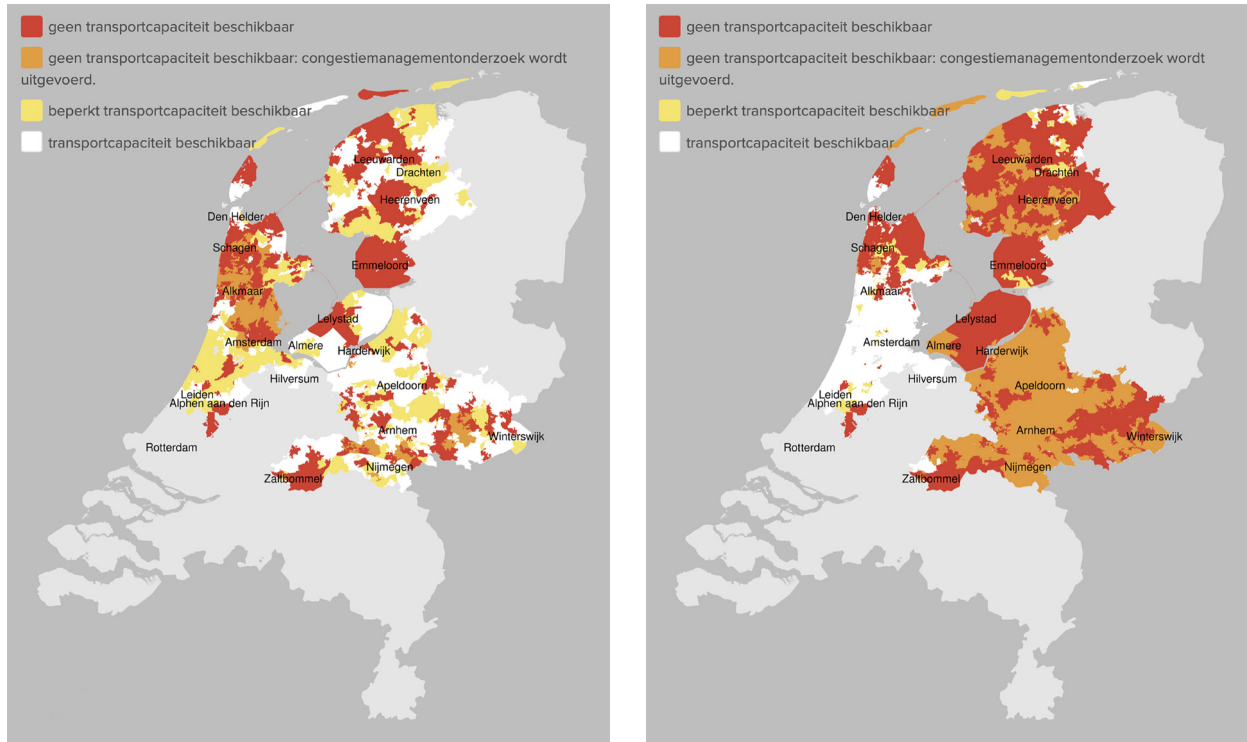 geen transportcapaciteit beschikbaar
geen transportcapaciteit beschikbaar: congestiemanagementonderzoek wordt
uitgevoerd.
beperkt transportcapaciteit beschikbaar
transportcapaciteit beschikbaar
Leeuwarden
Drachten
Heerenveen
Den Helder
Schagen
Emmeloord
Alkmaar
Lelystad
Amsterdam
Almere
Harderwijk
Hilversum
Apeldoorn
Leiden
Alphen aan den Rijn
Arnhem
Winterswijk
Rotterdam
Nijmegen
Zaltbommel
geen transportcapaciteit beschikbaar
geen transportcapaciteit beschikbaar: congestiemanagementonderzoek wordt
uitgevoerd.
beperkt transportcapaciteit beschikbaar
transportcapaciteit beschikbaar
Leeuwarden
Drachten
Heerenveen
Den Helder
Schagen
Emmeloord
Alkmaar
Lelystad
Amsterdam
Almere
Harderwijk
Hilversum
Apeldoorn
Leiden
Alphen aan den Rijn
Arnhem
Winterswijk
Rotterdam
Nijmegen
Zaltbommel